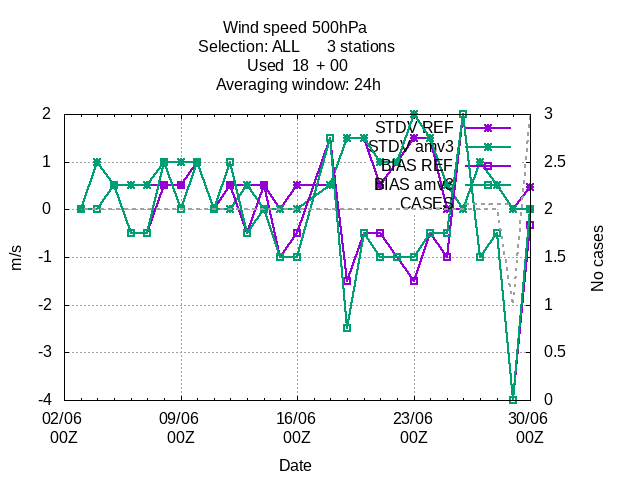 Wind speed 500hPa
Selection: ALL 3 stations
Used 18 + 00
Averaging window: 24h
2
1
0
-1
-2
-3
-4
m/s
3
2.5
2
1.5
1
0.5
0
No cases
STDV REF
STDV amv3
BIAS REF
BIAS amv3
CASES
02/06 09/06 16/06 23/06 30/06
00Z 00Z 00Z 00Z 00Z
Date